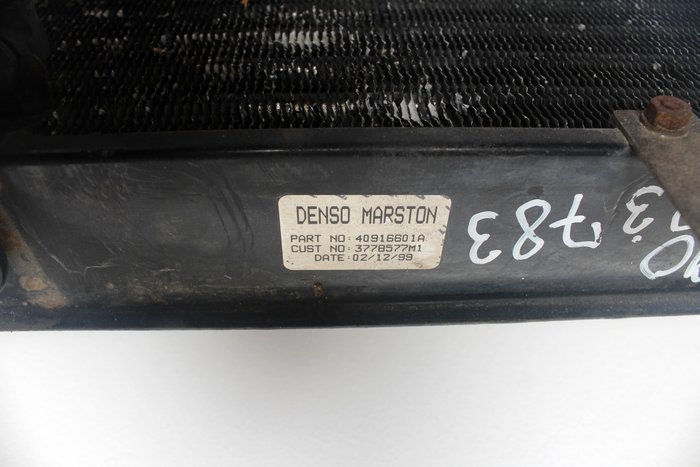 DENSO MARSTON
PART NO: 40916601A
CUST NO: 3778577M1
DATE: 02/12/99
783